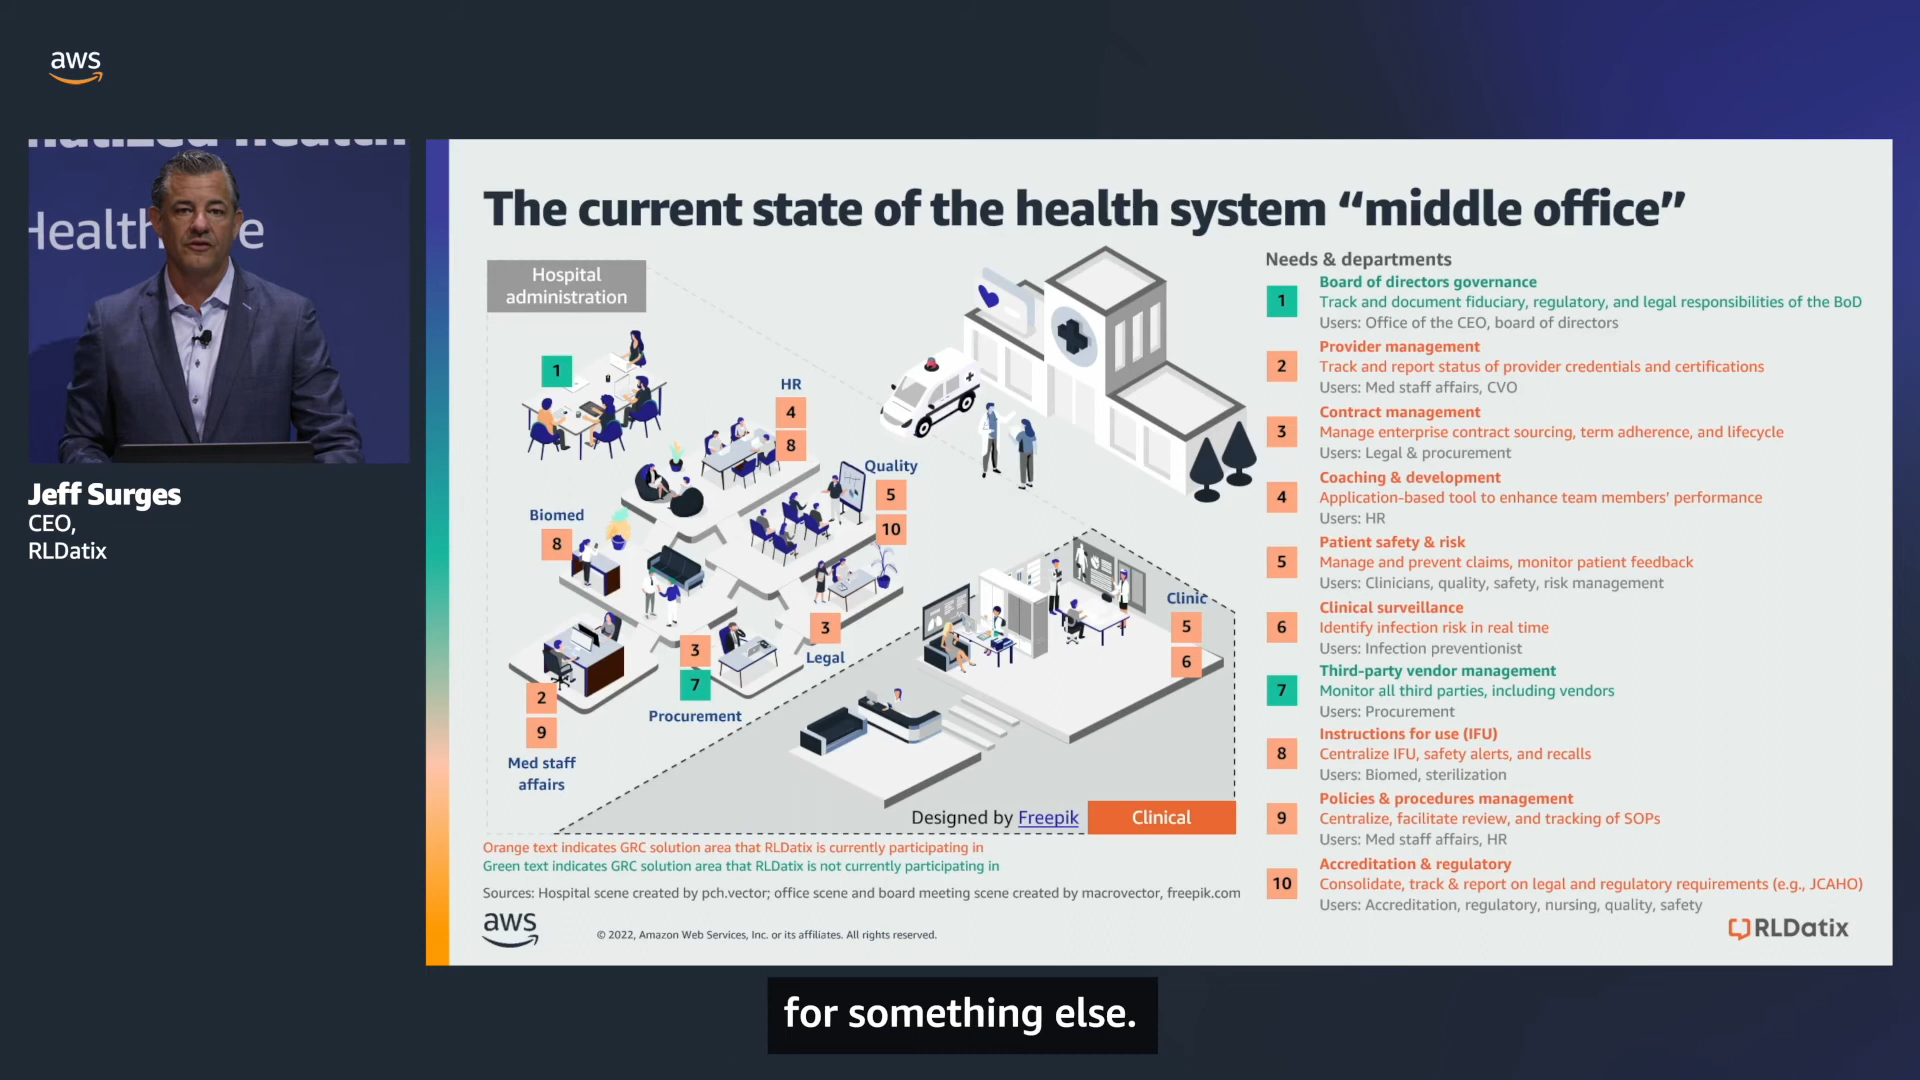 aws
Healthcare
Jeff Surges
CEO,
RLDatix
The current state of the health system “middle office”
Hospital
administration
1
HR
4
8
Quality
5
10
Biomed
8
3
Legal
3
7
Procurement
2
9
Med staff
affairs
Clinic
5
6
Designed by Freepik
Clinical
Orange text indicates GRC solution area that RLDatix is currently participating in
Green text indicates GRC solution area that RLDatix is not currently participating in
Sources: Hospital scene created by pch.vector; office scene and board meeting scene created by macrovector, freepik.com
aws
© 2022, Amazon Web Services, Inc. or its affiliates. All rights reserved.
Needs & departments
1
Board of directors governance
Track and document fiduciary, regulatory, and legal responsibilities of the BoD
Users: Office of the CEO, board of directors
2
Provider management
Track and report status of provider credentials and certifications
Users: Med staff affairs, CVO
3
Contract management
Manage enterprise contract sourcing, term adherence, and lifecycle
Users: Legal & procurement
4
Coaching & development
Application-based tool to enhance team members’ performance
Users: HR
5
Patient safety & risk
Manage and prevent claims, monitor patient feedback
Users: Clinicians, quality, safety, risk management
6
Clinical surveillance
Identify infection risk in real time
Users: Infection preventionist
7
Third-party vendor management
Monitor all third parties, including vendors
Users: Procurement
8
Instructions for use (IFU)
Centralize IFU, safety alerts, and recalls
Users: Biomed, sterilization
9
Policies & procedures management
Centralize, facilitate review, and tracking of SOPs
Users: Med staff affairs, HR
10
Accreditation & regulatory
Consolidate, track & report on legal and regulatory requirements (e.g., JCAHO)
Users: Accreditation, regulatory, nursing, quality, safety
RLDatix
for something else.